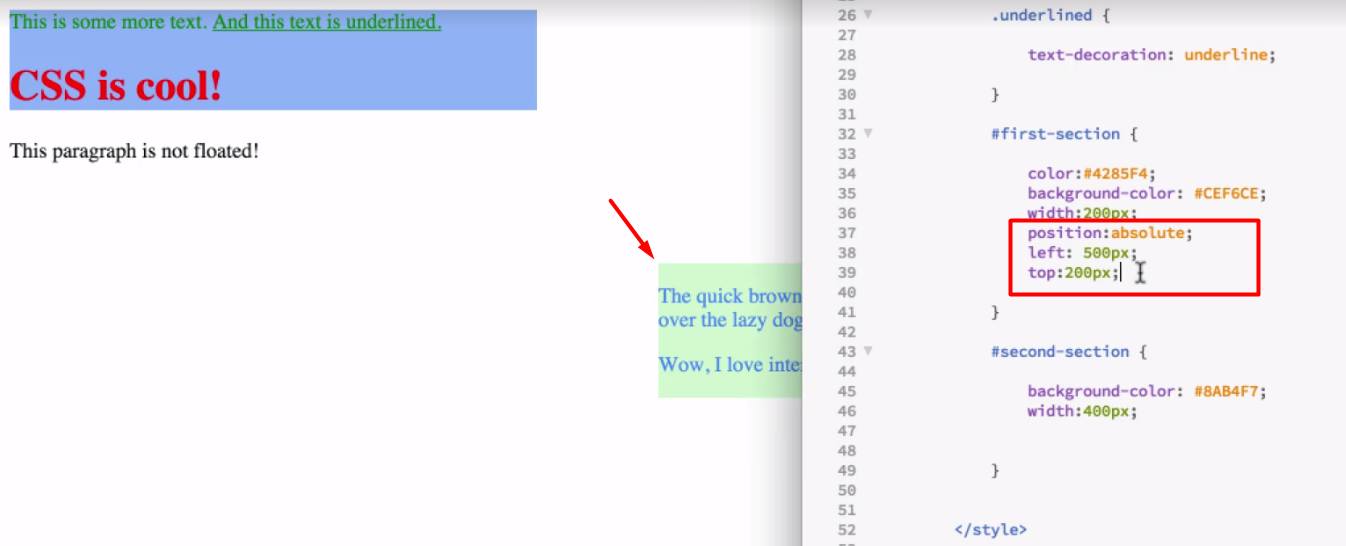 This is some more text. And this text is underlined.
CSS is cool!
This paragraph is not floated!
The quick brown
over the lazy dog
Wow, I love inte
26 .underlined {
27
28 text-decoration: underline;
29
30 }
31
32 #first-section {
33
34 color:#4285F4;
35 background-color: #CEF6CE;
36 width:200px;
37 position:absolute;
38 left: 500px;
39 top:200px;
40
41 }
42
43 #second-section {
44
45 background-color: #8AB4F7;
46 width:400px;
47
48
49 }
50
51
52 </style>